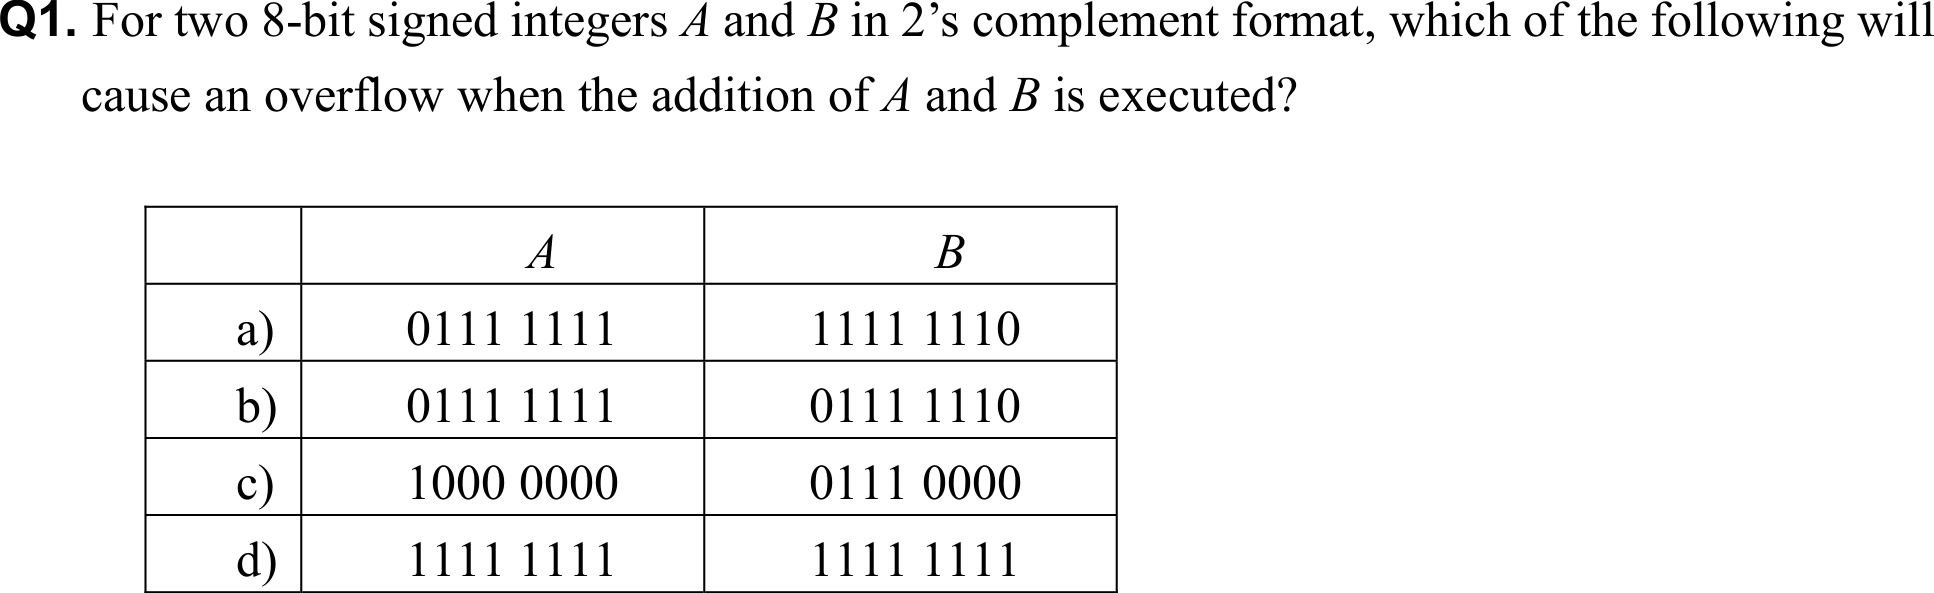 Q1. For two 8-bit signed integers A and B in 2’s complement format, which of the following will
cause an overflow when the addition of A and B is executed?
A B
a) 0111 1111 1111 1110
b) 0111 1111 0111 1110
c) 1000 0000 0111 0000
d) 1111 1111 1111 1111